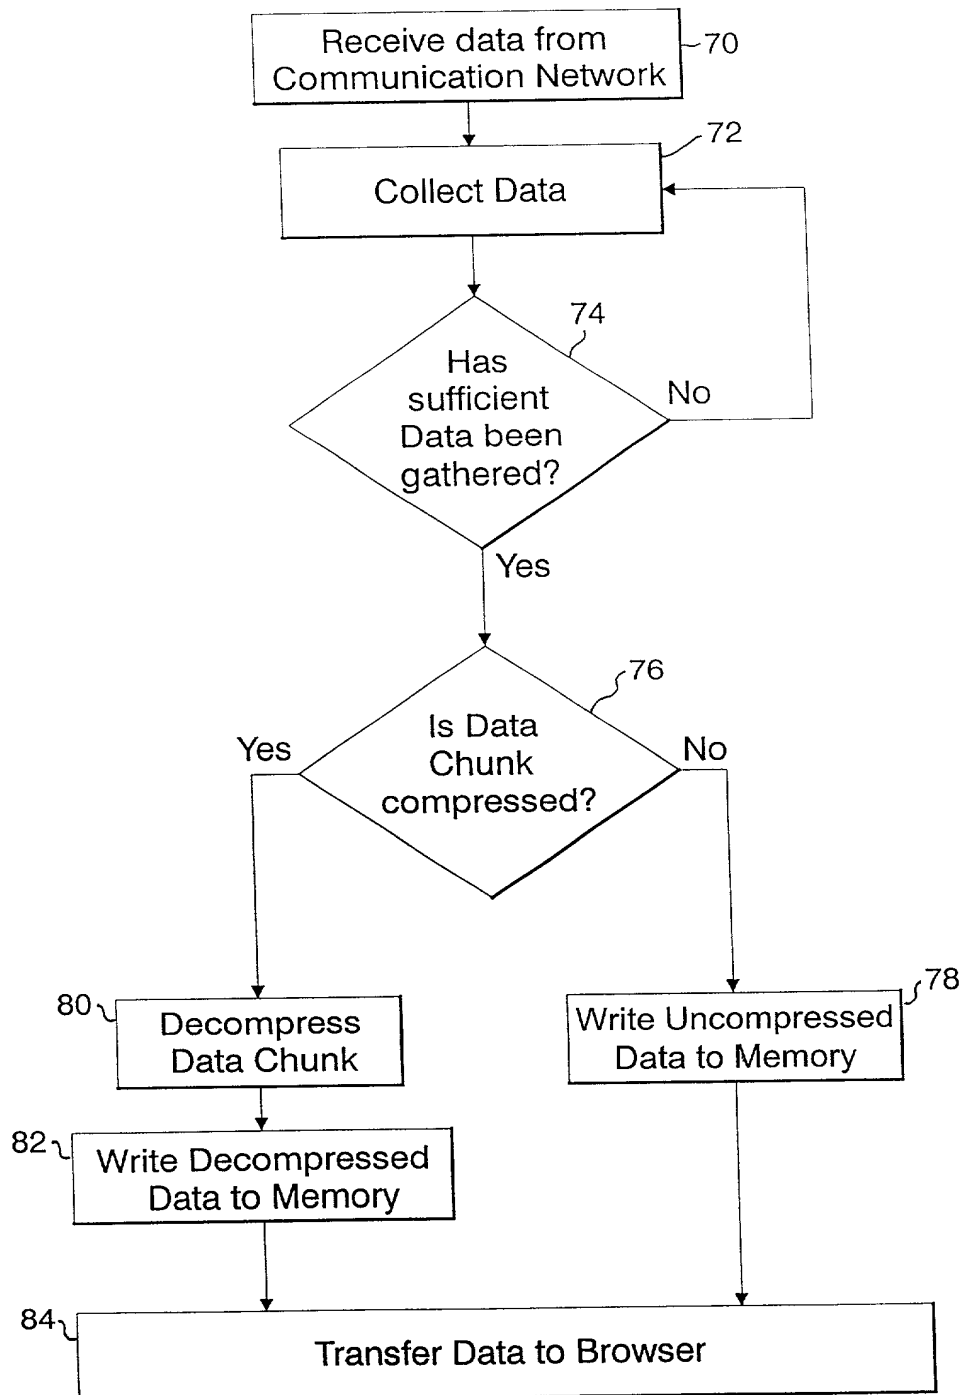 Receive data from
Communication Network
70
72
Collect Data
74
Has
sufficient
Data been
gathered?
No
Yes
76
Is Data
Chunk
compressed?
Yes
No
80
Decompress
Data Chunk
78
Write Uncompressed
Data to Memory
82
Write Decompressed
Data to Memory
84
Transfer Data to Browser